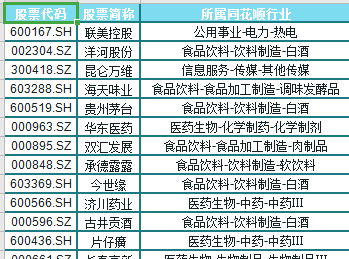 股票代码 股票简称 所属同花顺行业
600167.SH 联美控股 公用事业-电力-热电
002304.SZ 洋河股份 食品饮料-饮料制造-白酒
300418.SZ 昆仑万维 信息服务-传媒-其他传媒
603288.SH 海天味业 食品饮料-食品加工制造-调味发酵品
600519.SH 贵州茅台 食品饮料-饮料制造-白酒
000963.SZ 华东医药 医药生物-化学制药-化学制剂
000895.SZ 双汇发展 食品饮料-食品加工制造-肉制品
000848.SZ 承德露露 食品饮料-饮料制造-软饮料
603369.SH 今世缘 食品饮料-饮料制造-白酒
600566.SH 济川药业 医药生物-中药-中药III
000596.SZ 古井贡酒 食品饮料-饮料制造-白酒
600436.SH 片仔癀 医药生物-中药-中药III